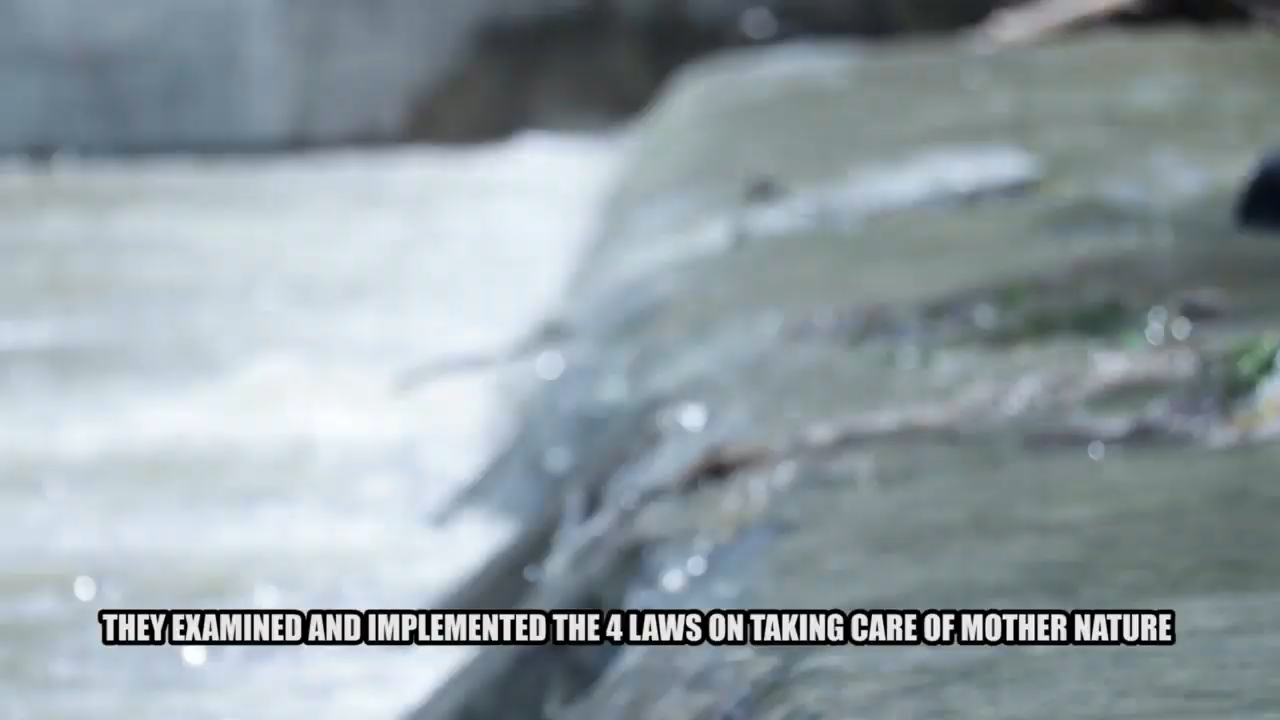 THEY EXAMINED AND IMPLEMENTED THE 4 LAWS ON TAKING CARE OF MOTHER NATURE